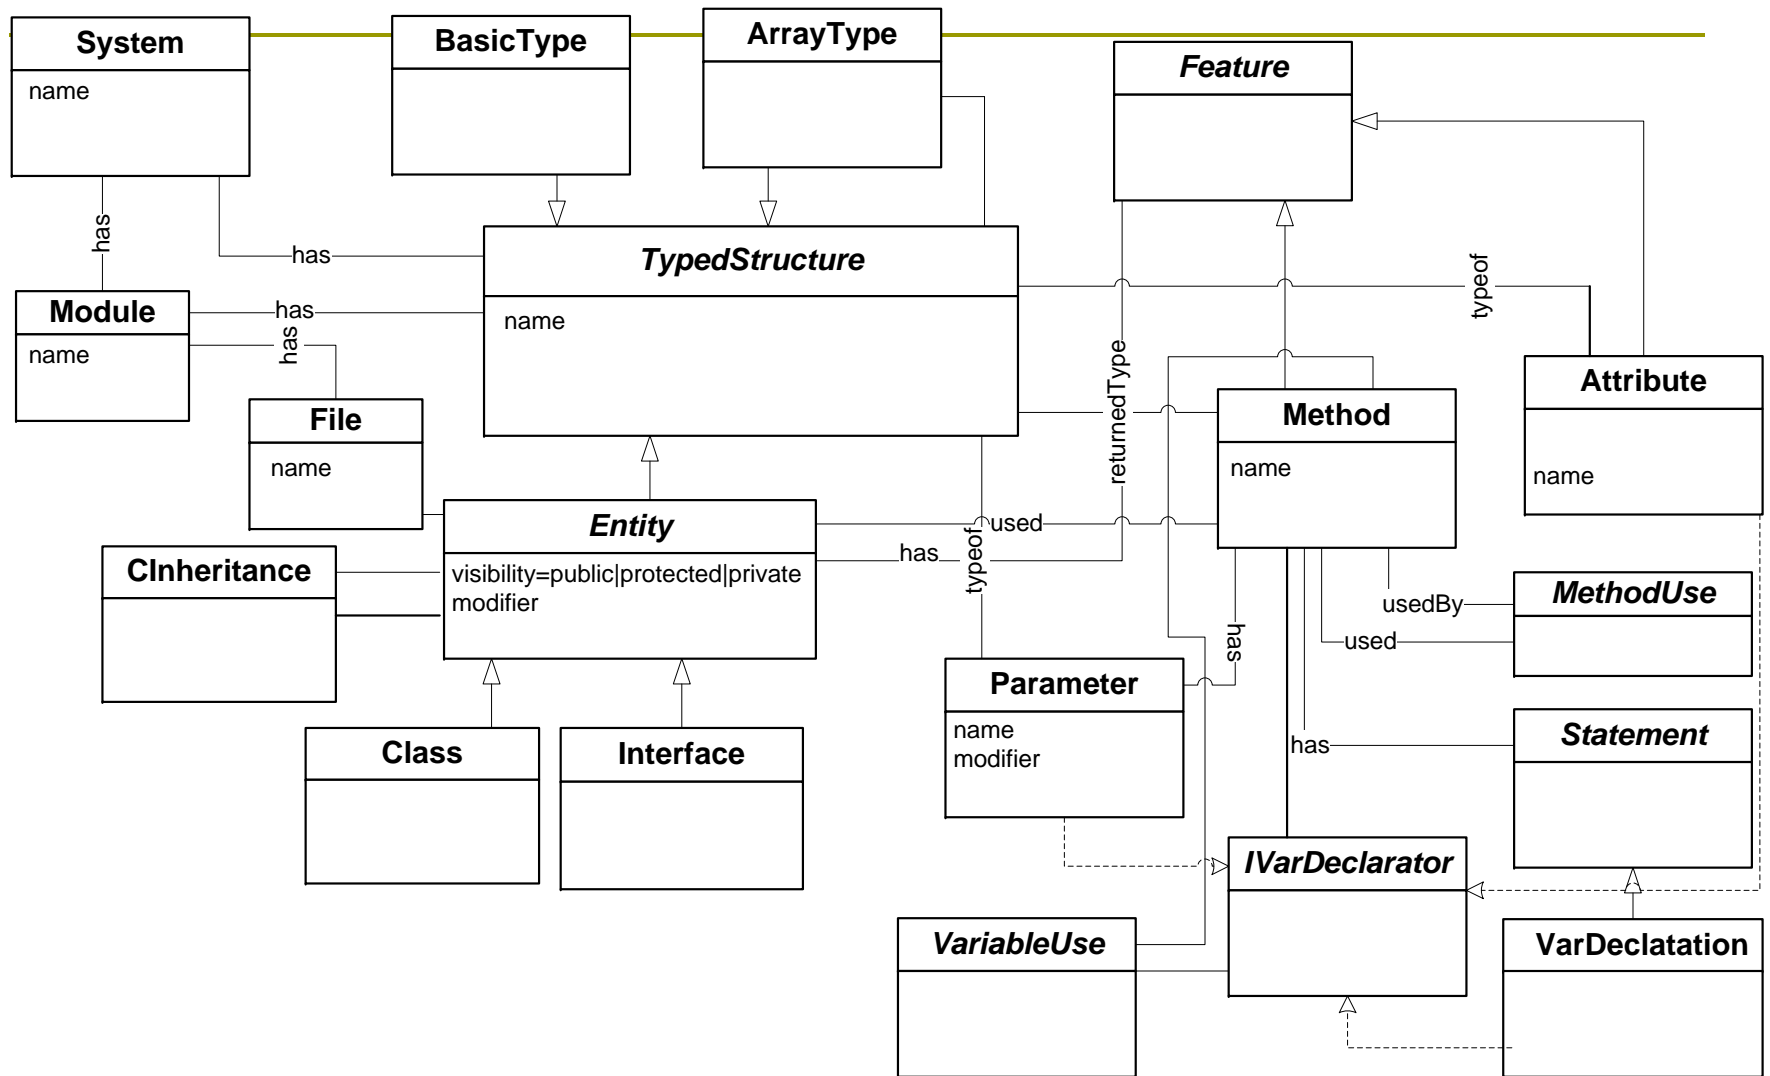 System
name
BasicType
ArrayType
Feature
has
has
TypedStructure
name
typeof
Module
name
has
has
File
name
returnedType
Method
name
Attribute
name
Entity
visibility=public|protected|private
modifier
used
has
typeof
CInheritance
usedBy
used
MethodUse
has
Parameter
name
modifier
Class
Interface
has
Statement
IVarDeclarator
VariableUse
VarDeclatation